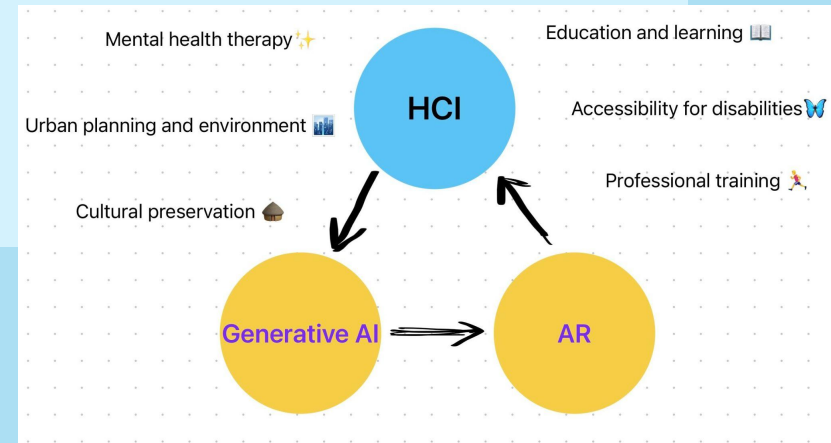 Mental health therapy✨
Education and learning 📖
HCI
Accessibility for disabilities🦋
Urban planning and environment 🏙️
Professional training 🏃‍♀️
Cultural preservation 🛖
Generative AI
AR